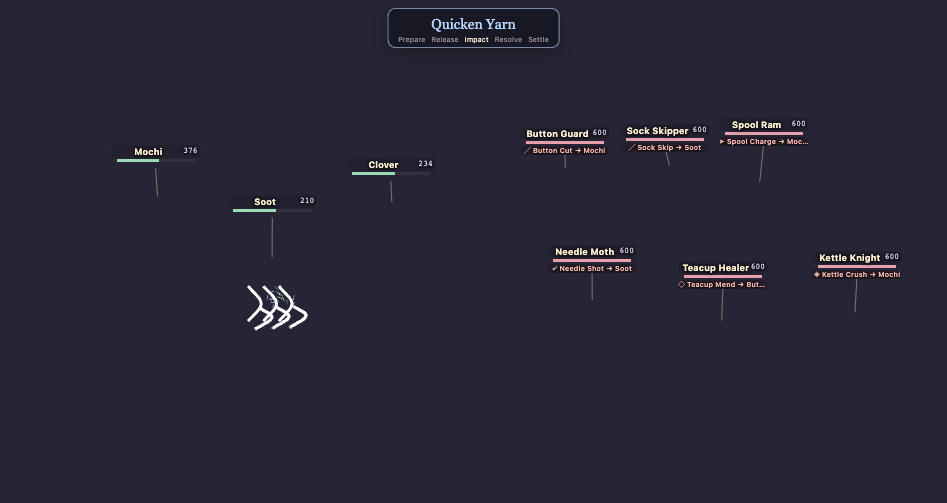 Quicken Yarn
Prepare Release Impact Resolve Settle
Mochi 376
Soot 210
Clover 234
Button Guard 600
Button Cut → Mochi
Sock Skipper 600
Sock Skip → Soot
Spool Ram 600
Spool Charge → Moc...
Needle Moth 600
Needle Shot → Soot
Teacup Healer 600
Teacup Mend → But...
Kettle Knight 600
Kettle Crush → Mochi